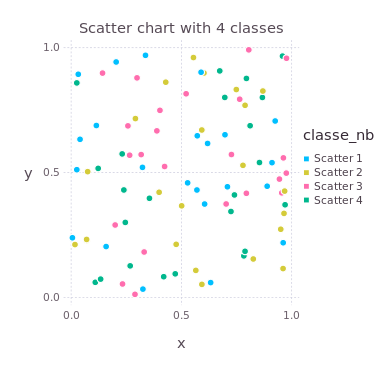 Scatter chart with 4 classes
1.0
0.5
0.0
y
0.0 0.5 1.0
x
classe_nb
Scatter 1
Scatter 2
Scatter 3
Scatter 4